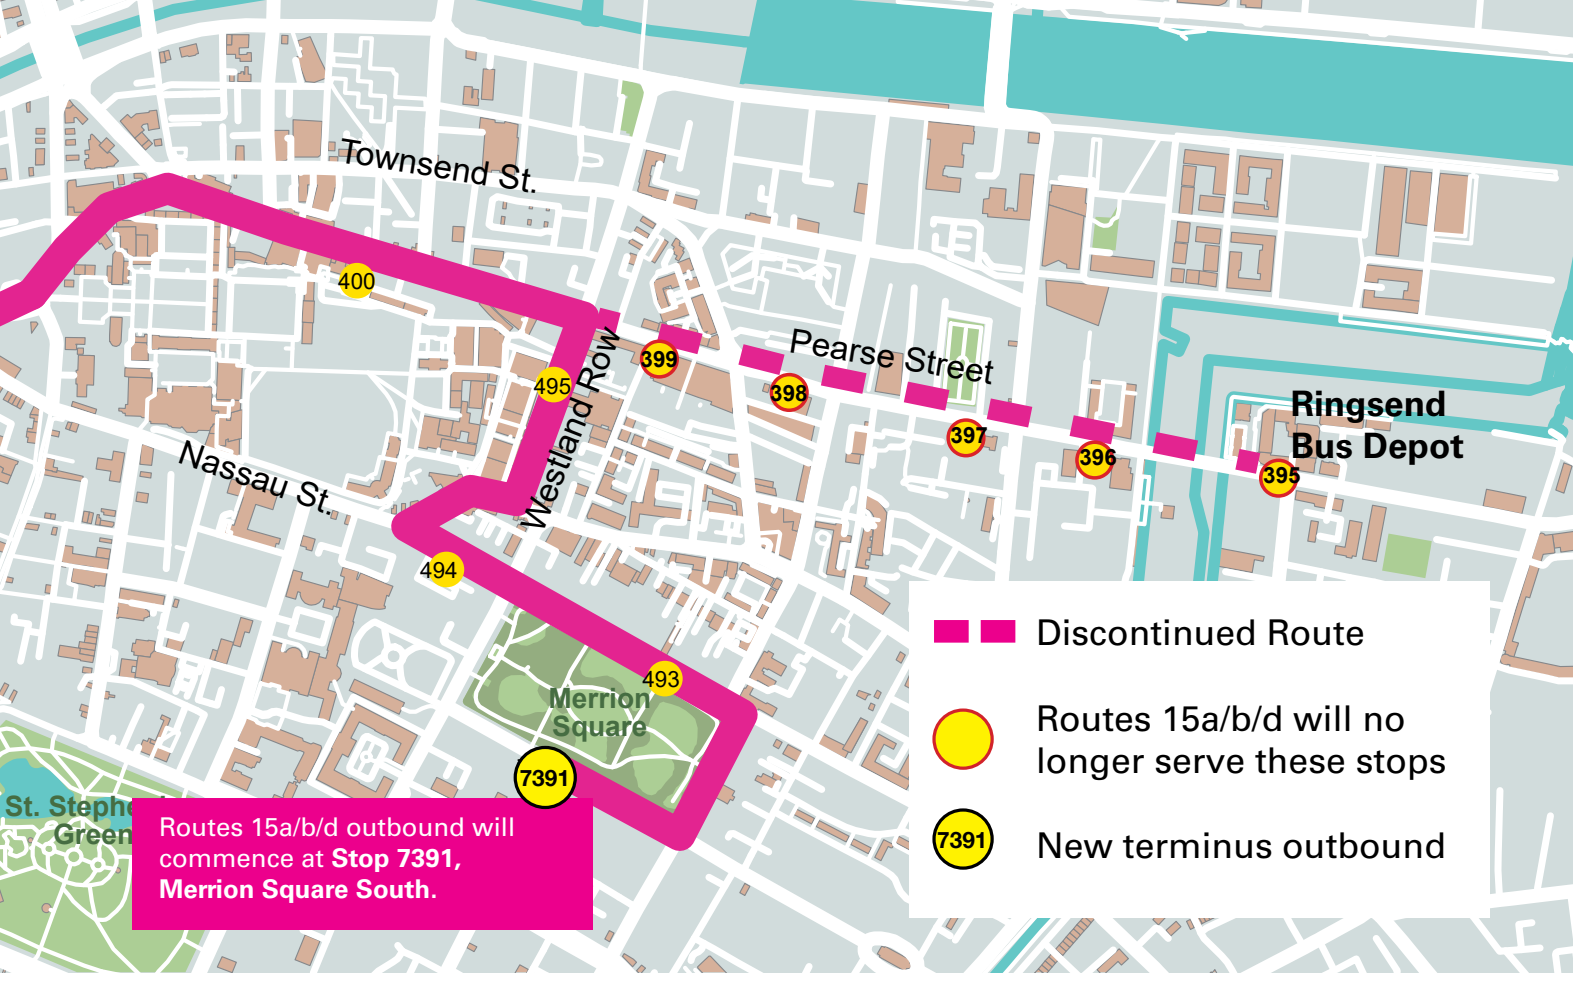 Townsend St.
400
Pearse Street
399
398
397
396
395
Ringsend
Bus Depot
495
Westland Row
Nassau St.
494
493
Merrion
Square
7391
St. Stephe
Green
Routes 15a/b/d outbound will
commence at Stop 7391,
Merrion Square South.
Discontinued Route
Routes 15a/b/d will no
longer serve these stops
7391
New terminus outbound